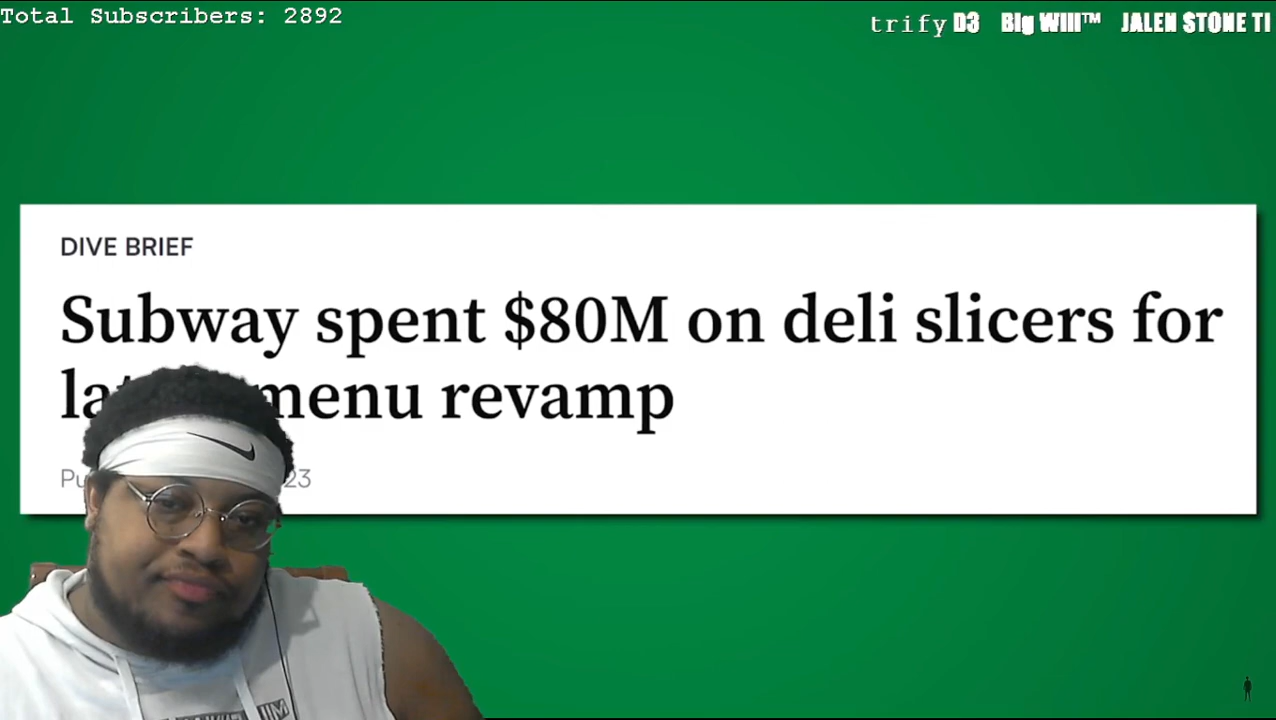 Total Subscribers: 2892
trify D3 Big Will™ JALEN STONE TI
DIVE BRIEF
Subway spent $80M on deli slicers for
menu revamp
23